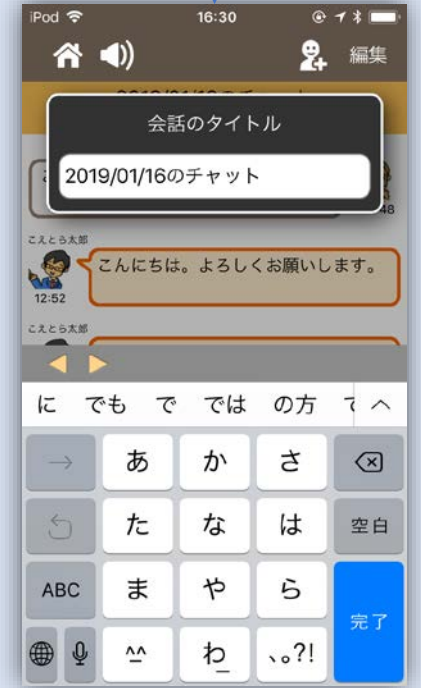 iPod 16:30
編集
会話のタイトル
2019/01/16のチャット
48
こえとら太郎
こんにちは。よろしくお願いします。
12:52
こえとら太郎
に でも で では の方
→ あ か さ
た な は 空白
ABC ま や ら
完了
^^ わ_ 、。?!